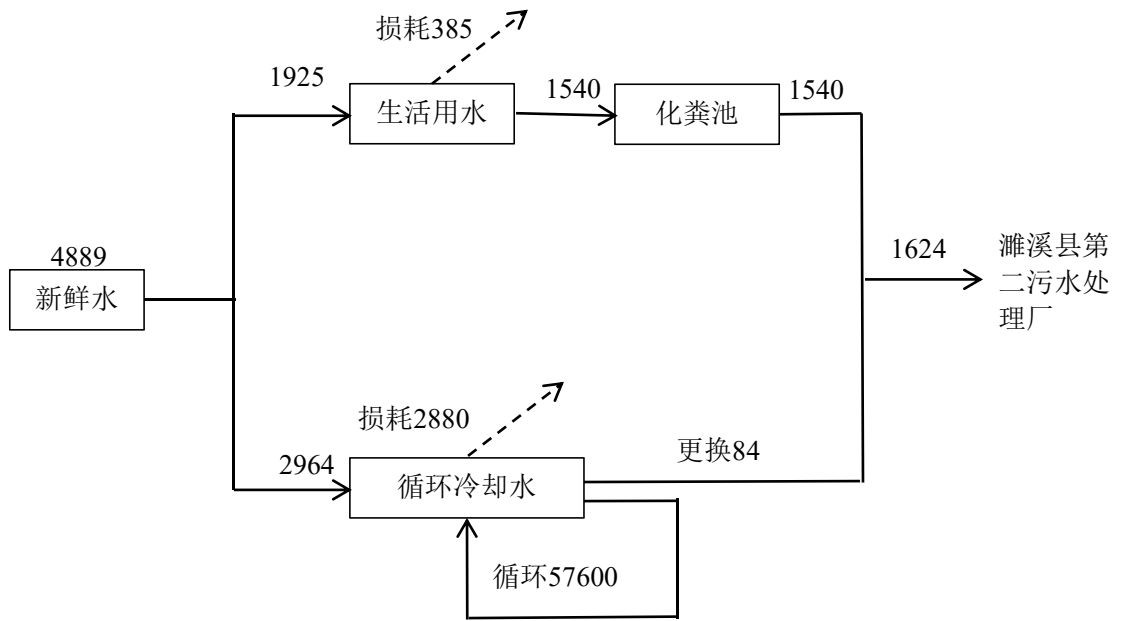 损耗385
1925
生活用水
1540
化粪池
1540
4889
新鲜水
1624
濉溪县第
二污水处
理厂
损耗2880
2964
循环冷却水
更换84
循环57600